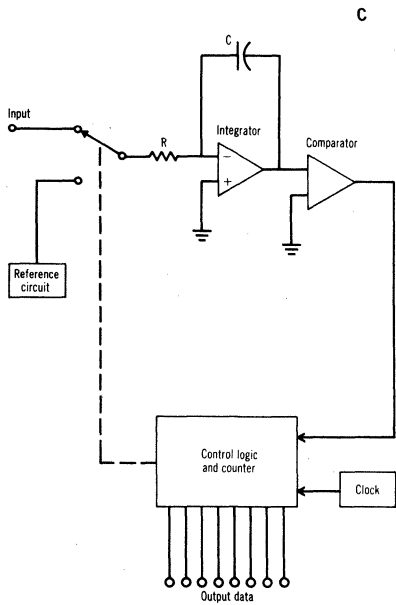 C
C
Input
R
Integrator
Comparator
−
+
Reference
circuit
Control logic
and counter
Clock
Output data